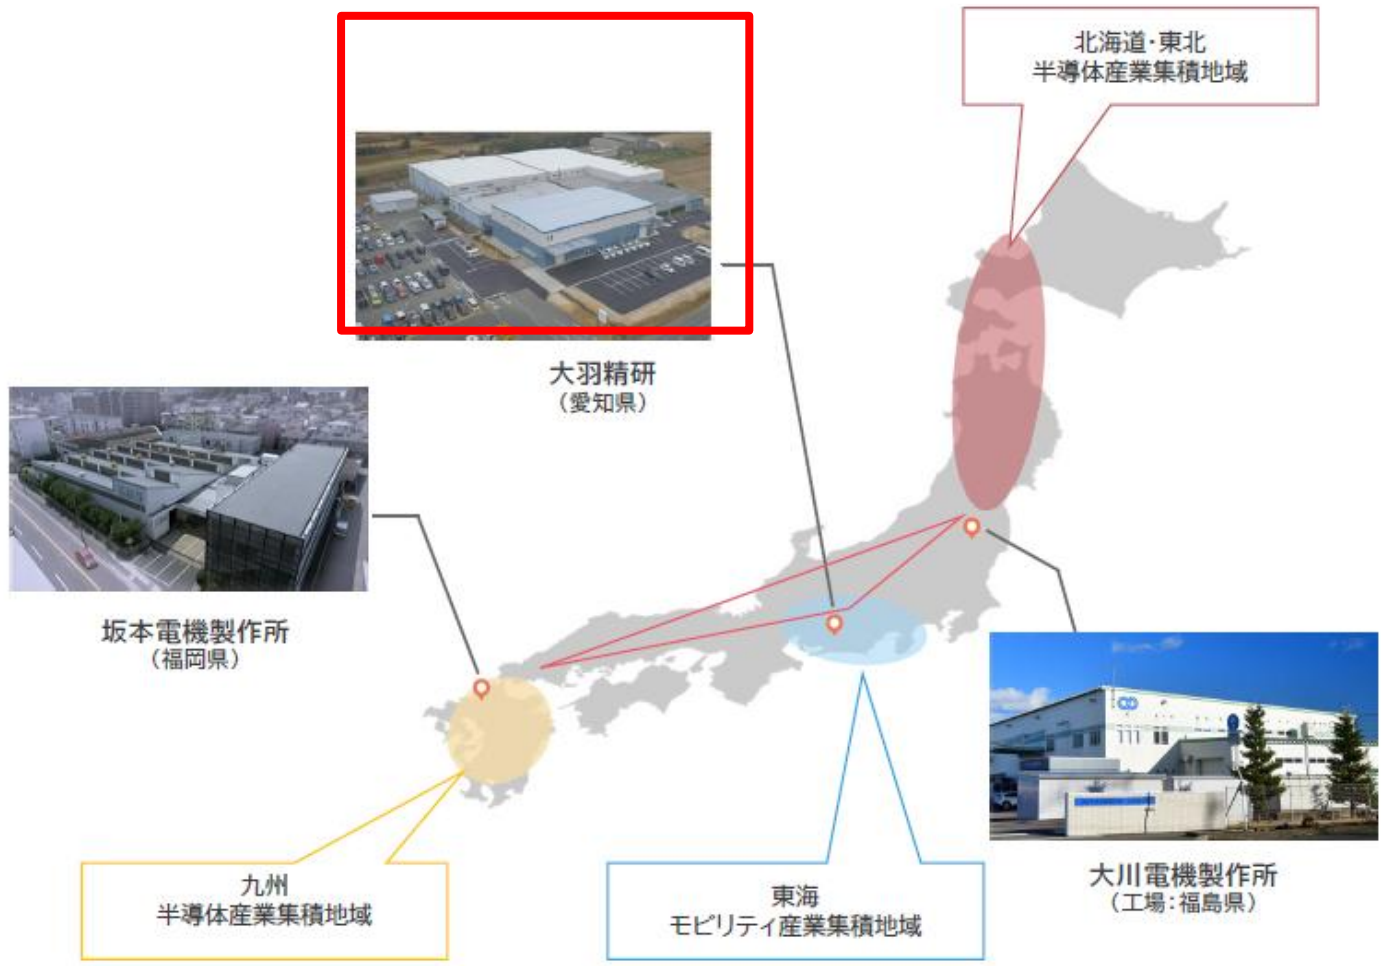 北海道・東北
半導体産業集積地域
大羽精研
（愛知県）
坂本電機製作所
（福岡県）
九州
半導体産業集積地域
東海
モビリティ産業集積地域
大川電機製作所
（工場：福島県）